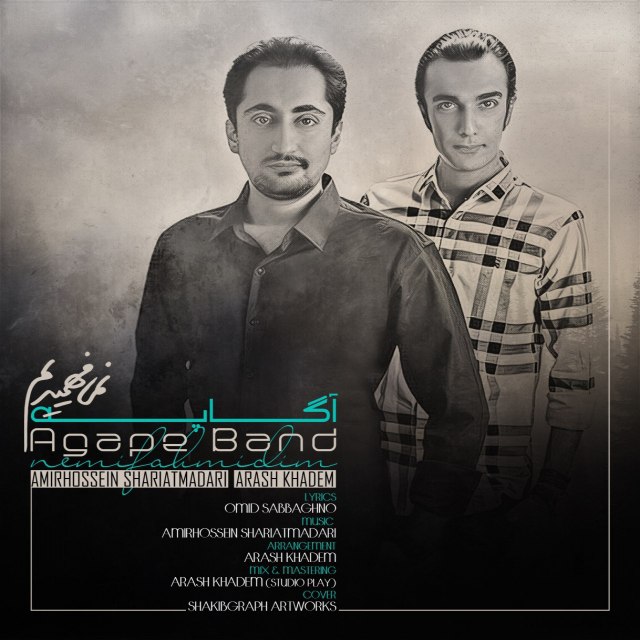 نمی فهمیدیم
آگاپه
Agape Band
nemifahmidim
AMIRHOSSEIN SHARIATMADARI ARASH KHADEM
LYRICS
OMID SABBAGHNO
MUSIC
AMIRHOSSEIN SHARIATMADARI
ARRANGEMENT
ARASH KHADEM
MIX & MASTERING
ARASH KHADEM (STUDIO PLAY)
COVER
SHAKIBGRAPH ARTWORKS